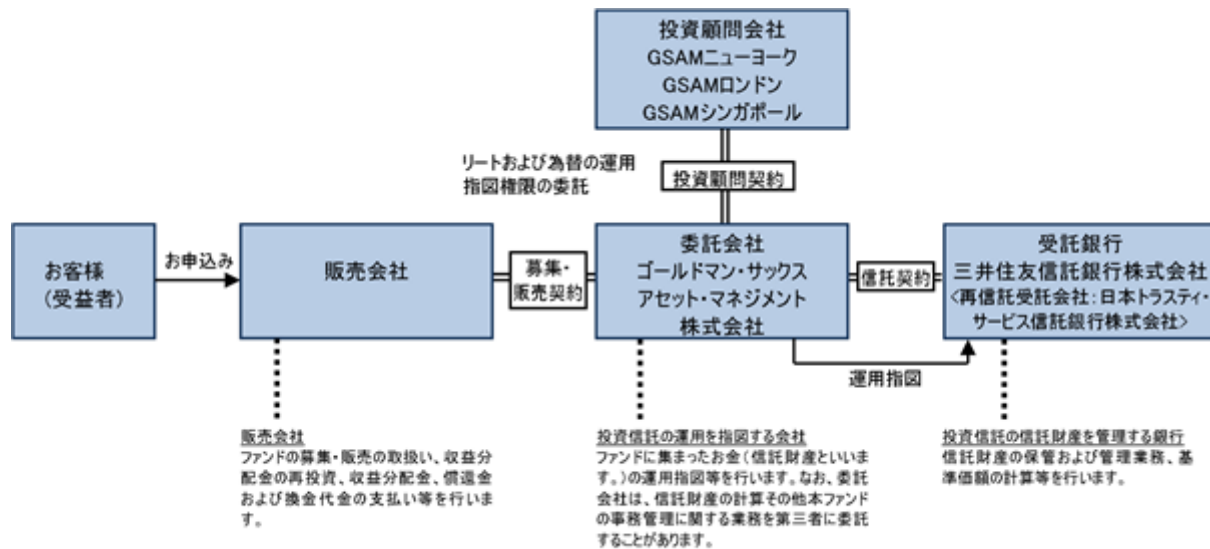 投資顧問会社
GSAMニューヨーク
GSAMロンドン
GSAMシンガポール
リートおよび為替の運用
指図権限の委託
投資顧問契約
お客様
(受益者)
お申込み
販売会社
募集・
販売契約
委託会社
ゴールドマン・サックス
アセット・マネジメント
株式会社
信託契約
受託銀行
三井住友信託銀行株式会社
<再信託受託会社:日本トラスティ・
サービス信託銀行株式会社>
運用指図
販売会社
ファンドの募集・販売の取扱い、収益分
配金の再投資、収益分配金、償還金
および換金代金の支払い等を行いま
す。
投資信託の運用を指図する会社
ファンドに集まったお金(信託財産といいま
す。)の運用指図等を行います。なお、委託
会社は、信託財産の計算その他本ファンド
の事務管理に関する業務を第三者に委託
することがあります。
投資信託の信託財産を管理する銀行
信託財産の保管および管理業務、基
準価額の計算等を行います。